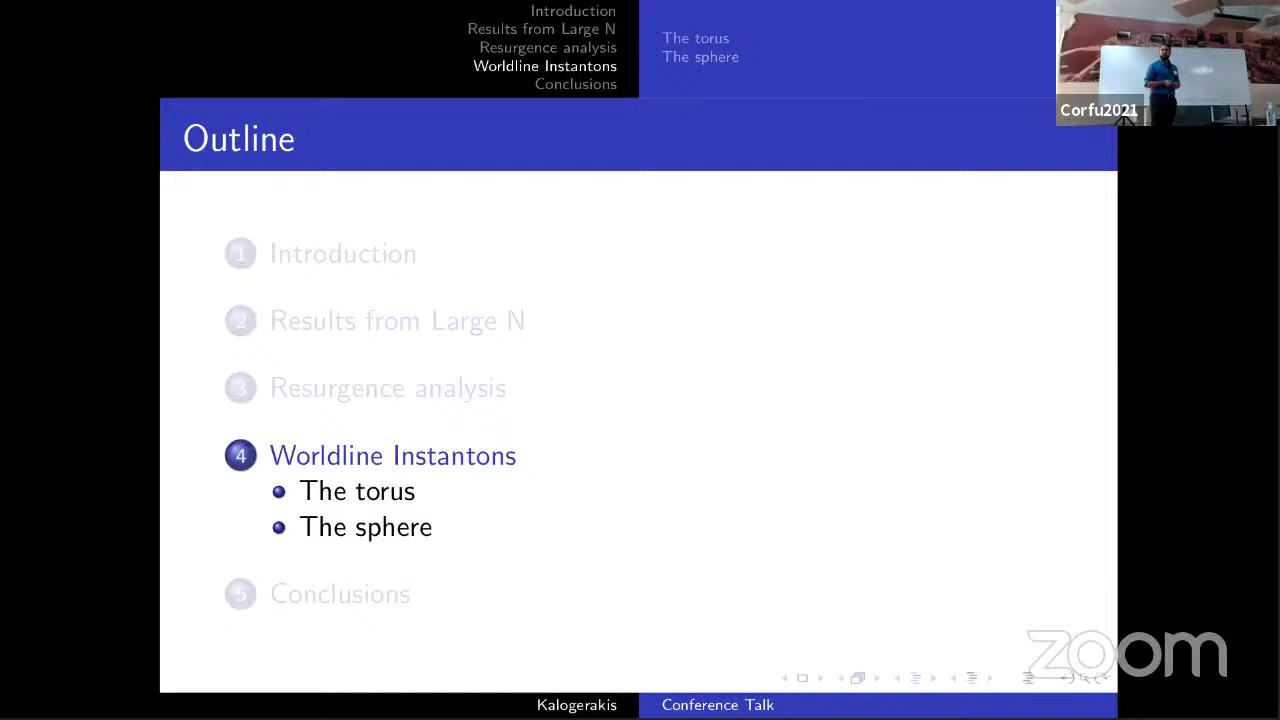 Introduction
Results from Large N
Resurgence analysis
Worldline Instantons
Conclusions
The torus
The sphere
Corfu2021
Outline
1 Introduction
2 Results from Large N
3 Resurgence analysis
4 Worldline Instantons
The torus
The sphere
5 Conclusions
zoom
Kalogerakis
Conference Talk